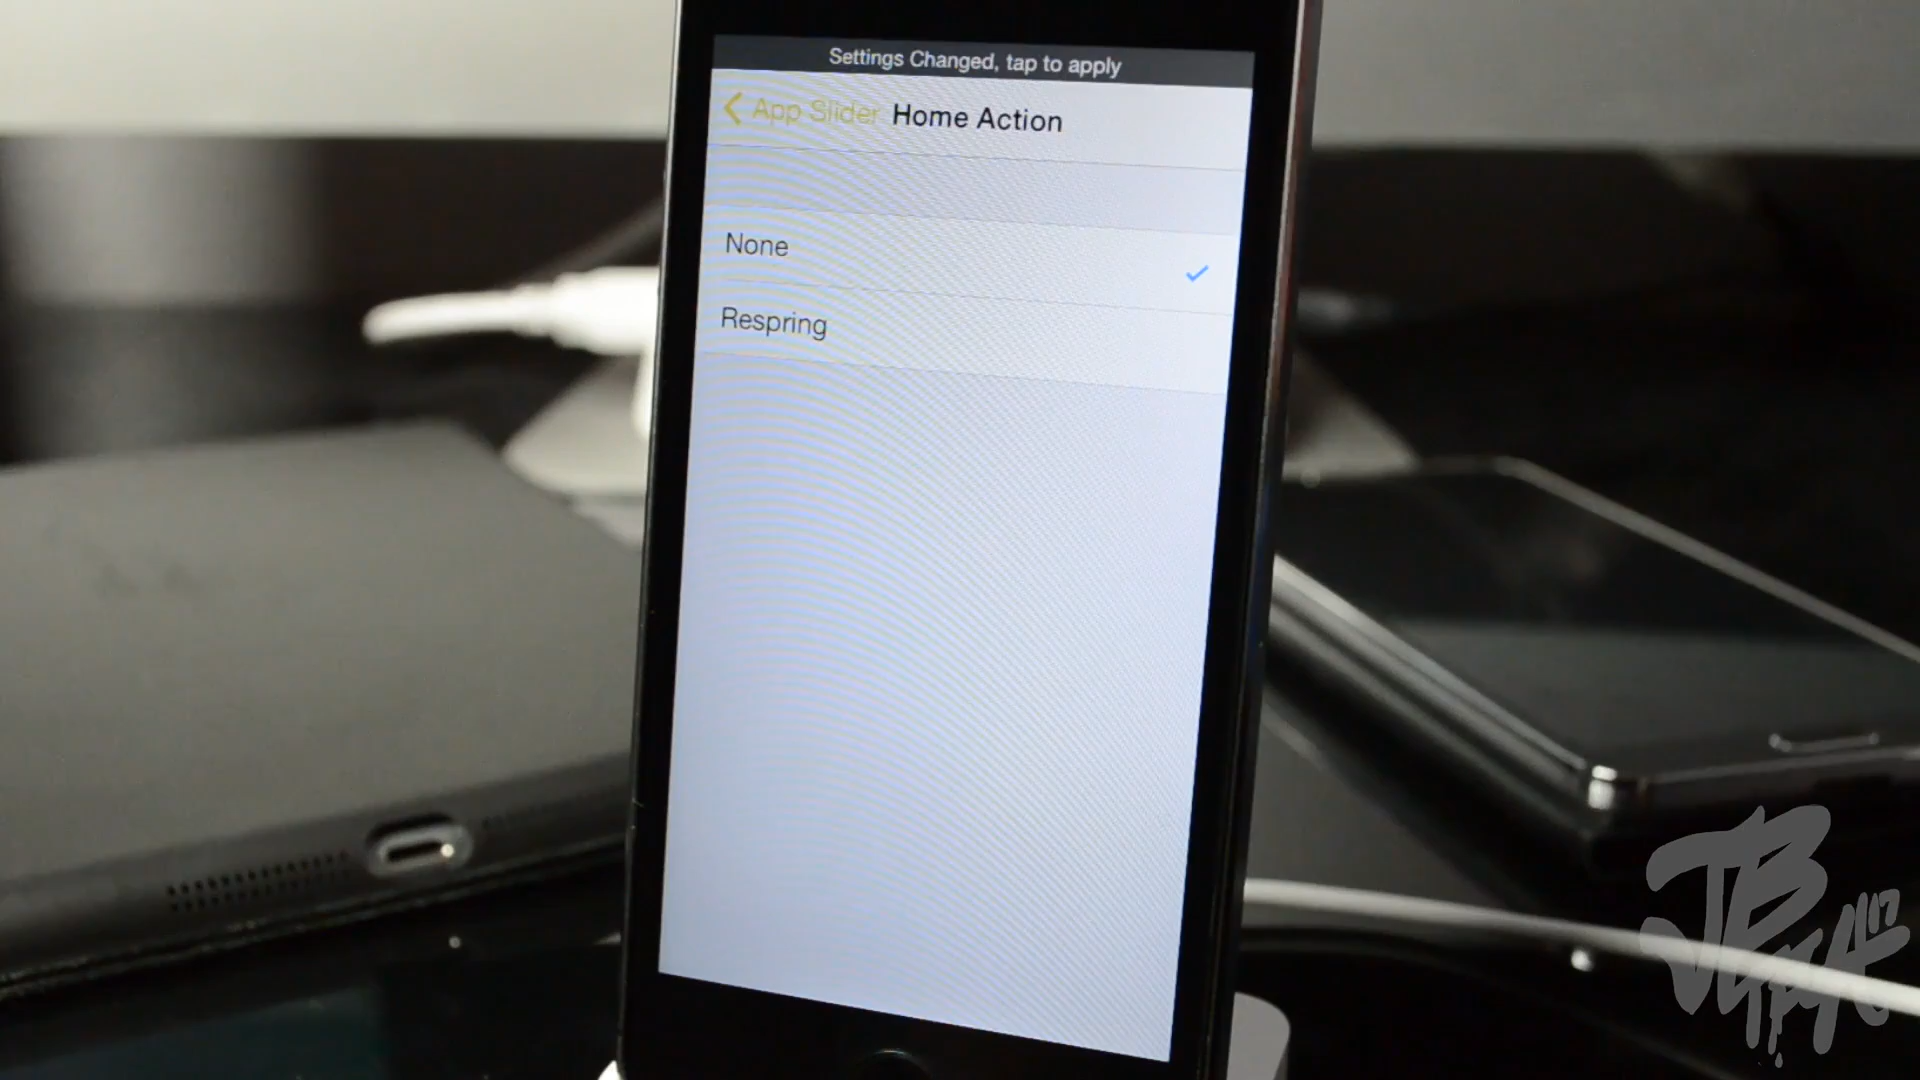 Settings Changed, tap to apply
App Slider Home Action
None
Respring